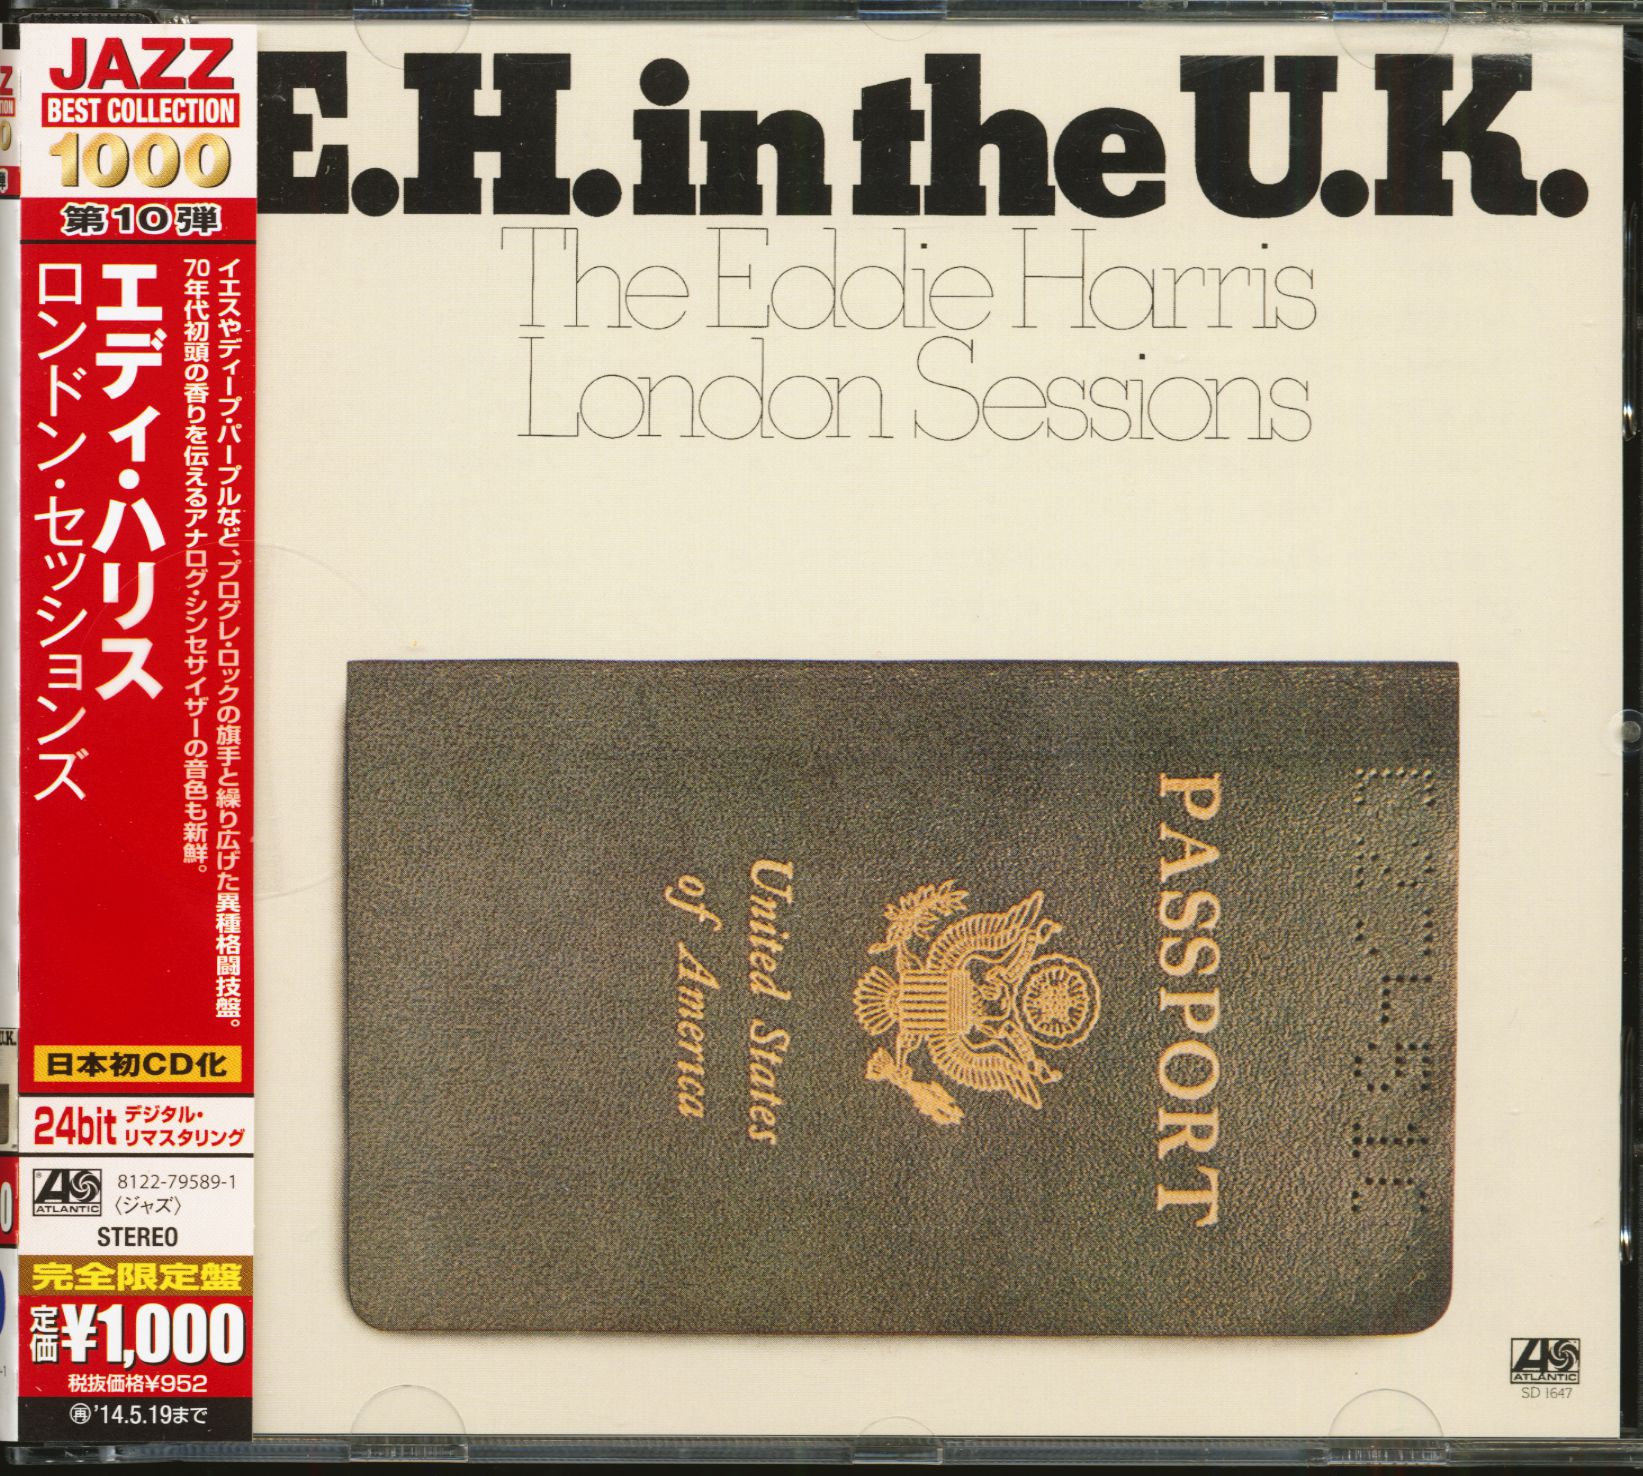 JAZZ
BEST COLLECTION
1000
第10弾
イエスやディープ・パープルなど、プログレ・ロックの旗手と繰り広げた異種格闘技盤。
70年代初頭の香りを伝えるアナログ・シンセサイザーの音色も新鮮。
エディ・ハリス
ロンドン・セッションズ
日本初CD化
24bit デジタル・
リマスタリング
ATLANTIC
8122-79589-1
〈ジャズ〉
STEREO
完全限定盤
定価¥1,000
税抜価格¥952
㊢'14.5.19まで
E.H. in the U.K.
The Eddie Harris
London Sessions
PASSPORT
United States
of America
ATLANTIC
SD 1647